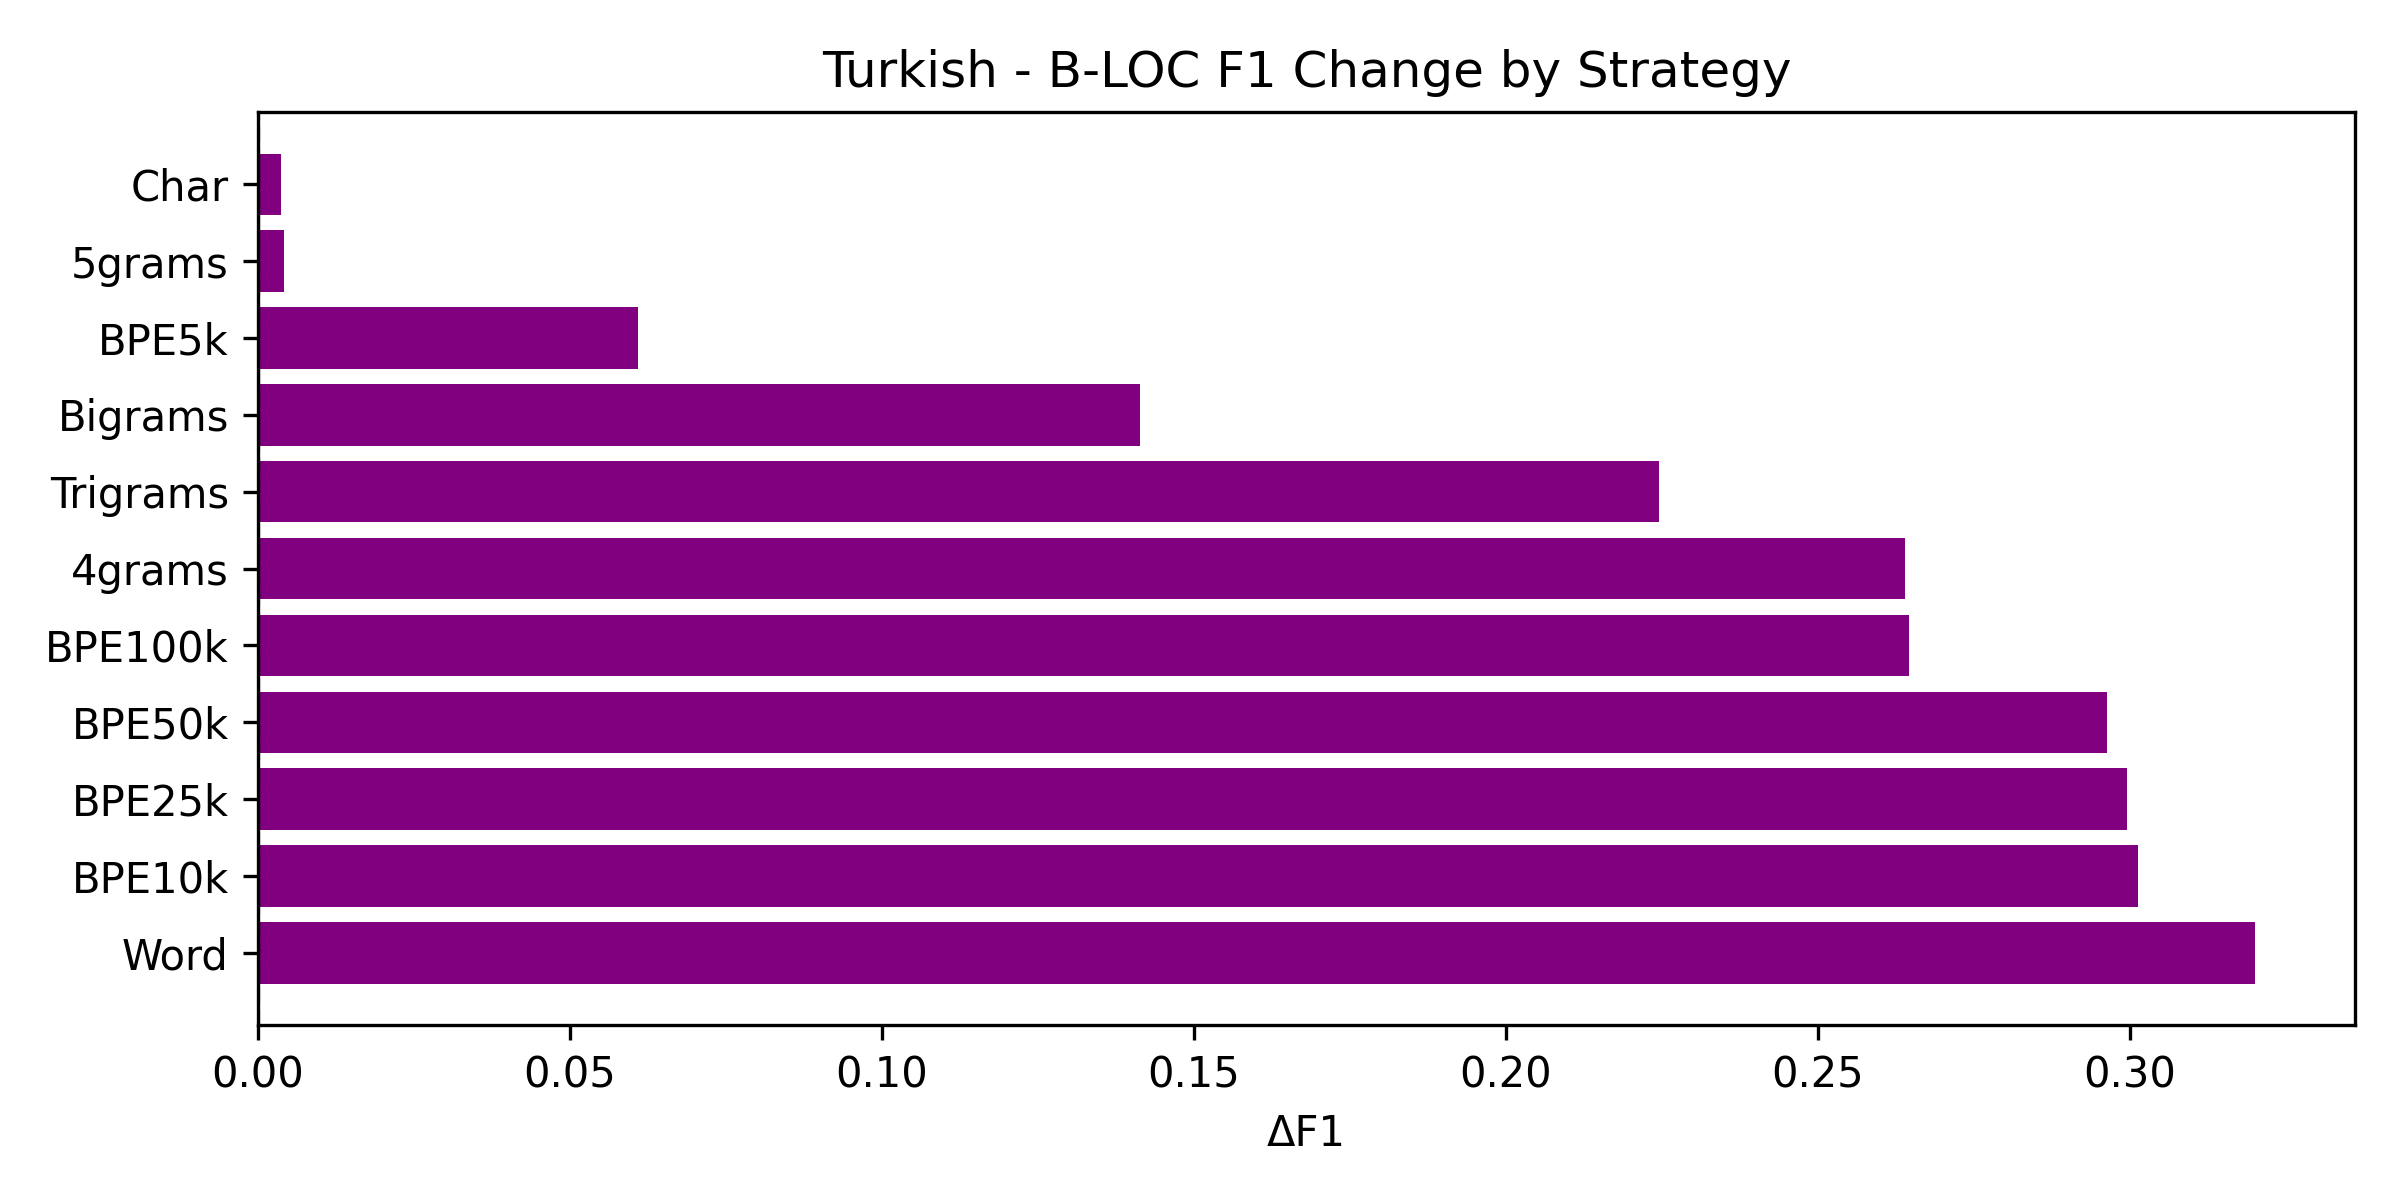 Turkish - B-LOC F1 Change by Strategy
Char
5grams
BPE5k
Bigrams
Trigrams
4grams
BPE100k
BPE50k
BPE25k
BPE10k
Word
0.00 0.05 0.10 0.15 0.20 0.25 0.30
ΔF1